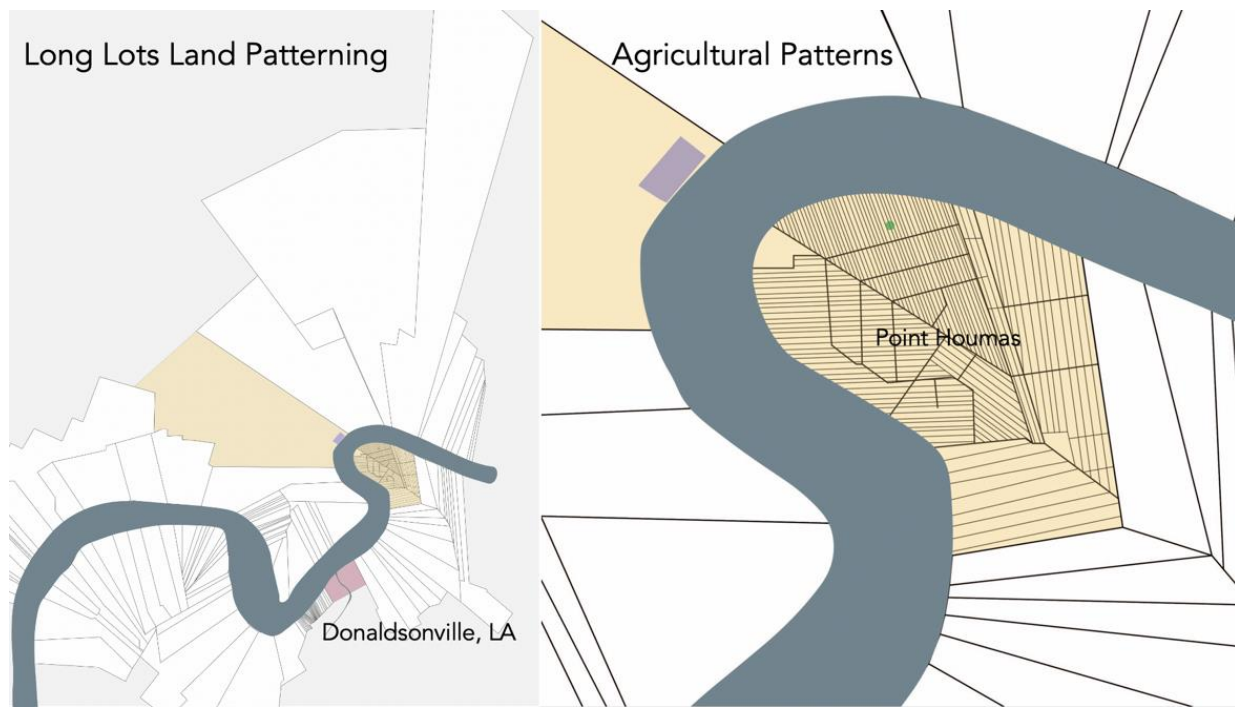 Long Lots Land Patterning
Agricultural Patterns
Point Houmas
Donaldsonville, LA